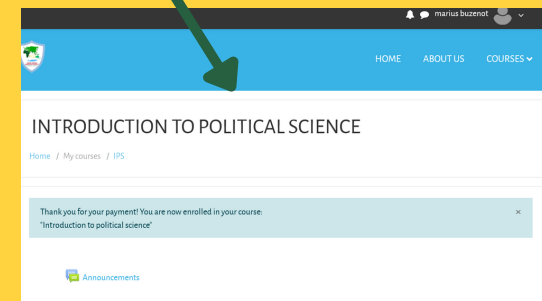 marius buzenot
HOME ABOUT US COURSES
INTRODUCTION TO POLITICAL SCIENCE
Home / My courses / IPS
Thank you for your payment! You are now enrolled in your course: ×
"Introduction to political science"
Announcements